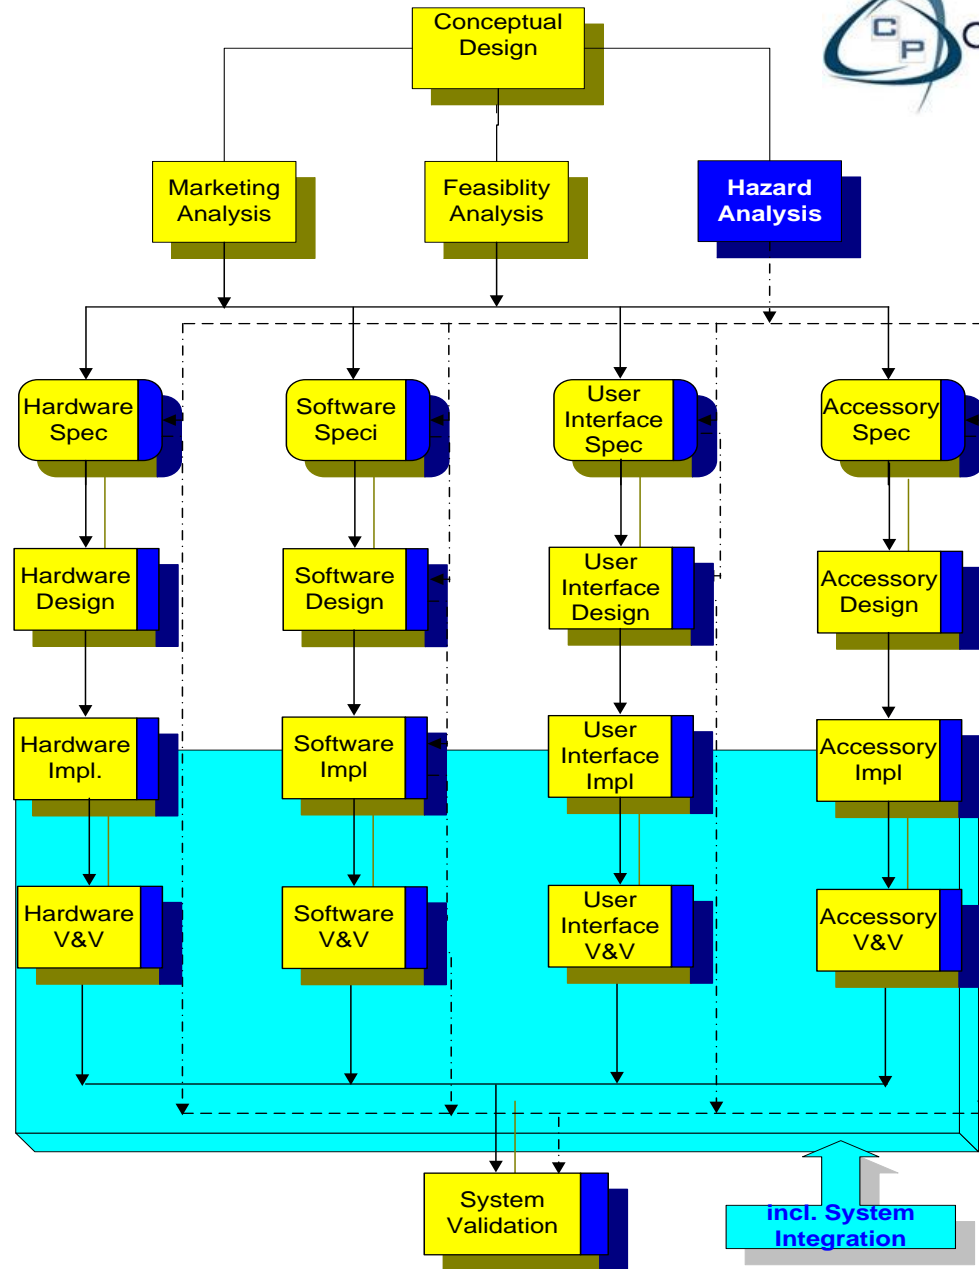 Conceptual
Design
C
P
Marketing
Analysis
Feasiblity
Analysis
Hazard
Analysis
Hardware
Spec
Software
Speci
User
Interface
Spec
Accessory
Spec
Hardware
Design
Software
Design
User
Interface
Design
Accessory
Design
Hardware
Impl.
Software
Impl
User
Interface
Impl
Accessory
Impl
Hardware
V&V
Software
V&V
User
Interface
V&V
Accessory
V&V
System
Validation
incl. System
Integration